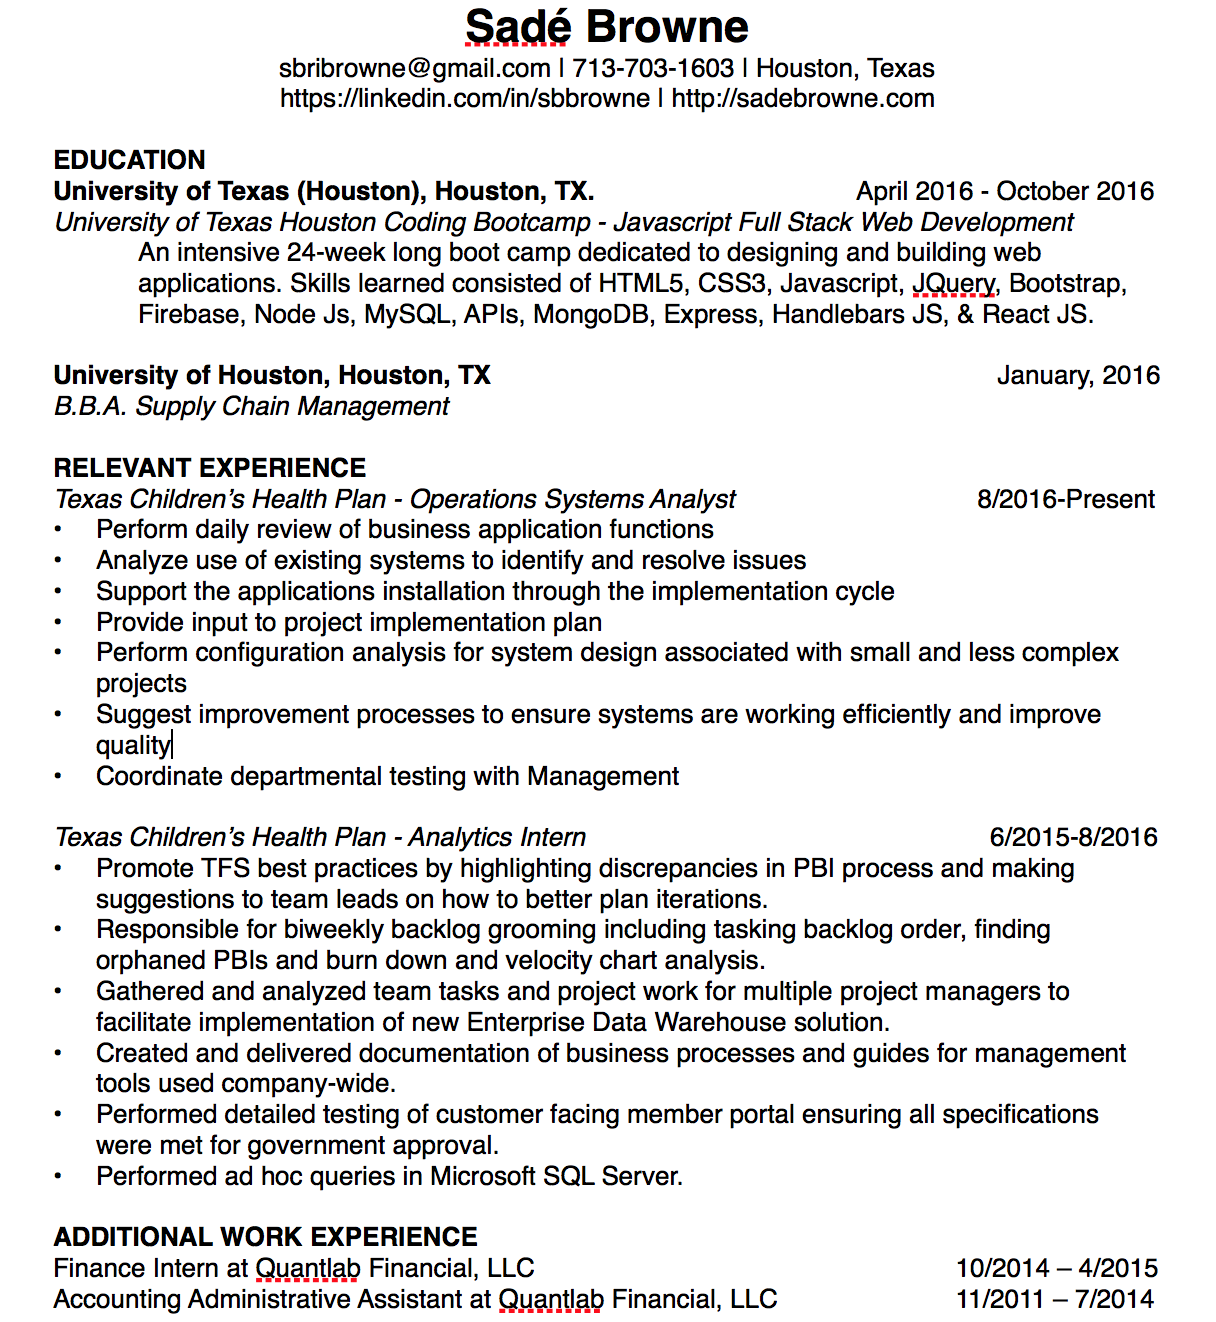 Sadé Browne
sbribrowne@gmail.com | 713-703-1603 | Houston, Texas
https://linkedin.com/in/sbbrowne | http://sadebrowne.com
EDUCATION
University of Texas (Houston), Houston, TX. April 2016 - October 2016
University of Texas Houston Coding Bootcamp - Javascript Full Stack Web Development
An intensive 24-week long boot camp dedicated to designing and building web
applications. Skills learned consisted of HTML5, CSS3, Javascript, JQuery, Bootstrap,
Firebase, Node Js, MySQL, APIs, MongoDB, Express, Handlebars JS, & React JS.
University of Houston, Houston, TX January, 2016
B.B.A. Supply Chain Management
RELEVANT EXPERIENCE
Texas Children’s Health Plan - Operations Systems Analyst 8/2016-Present
• Perform daily review of business application functions
• Analyze use of existing systems to identify and resolve issues
• Support the applications installation through the implementation cycle
• Provide input to project implementation plan
• Perform configuration analysis for system design associated with small and less complex
projects
• Suggest improvement processes to ensure systems are working efficiently and improve
quality
• Coordinate departmental testing with Management
Texas Children’s Health Plan - Analytics Intern 6/2015-8/2016
• Promote TFS best practices by highlighting discrepancies in PBI process and making
suggestions to team leads on how to better plan iterations.
• Responsible for biweekly backlog grooming including tasking backlog order, finding
orphaned PBIs and burn down and velocity chart analysis.
• Gathered and analyzed team tasks and project work for multiple project managers to
facilitate implementation of new Enterprise Data Warehouse solution.
• Created and delivered documentation of business processes and guides for management
tools used company-wide.
• Performed detailed testing of customer facing member portal ensuring all specifications
were met for government approval.
• Performed ad hoc queries in Microsoft SQL Server.
ADDITIONAL WORK EXPERIENCE
Finance Intern at Quantlab Financial, LLC 10/2014 – 4/2015
Accounting Administrative Assistant at Quantlab Financial, LLC 11/2011 – 7/2014